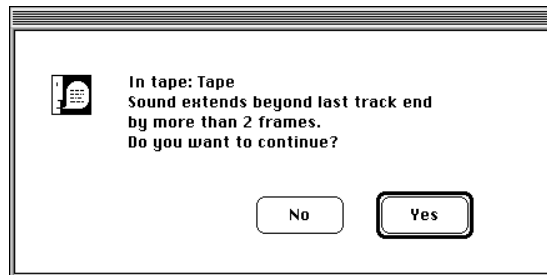 In tape: Tape
Sound extends beyond last track end
by more than 2 frames.
Do you want to continue?
No
Yes